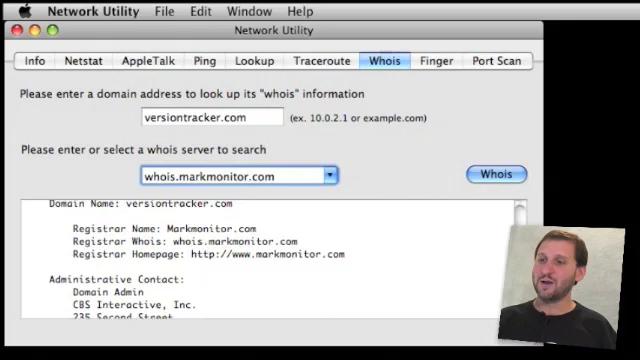 Network Utility File Edit Window Help
Network Utility
Info Netstat AppleTalk Ping Lookup Traceroute Whois Finger Port Scan
Please enter a domain address to look up its "whois" information
versiontracker.com (ex. 10.0.2.1 or example.com)
Please enter or select a whois server to search
whois.markmonitor.com Whois
Domain Name: versiontracker.com
Registrar Name: Markmonitor.com
Registrar Whois: whois.markmonitor.com
Registrar Homepage: http://www.markmonitor.com
Administrative Contact:
Domain Admin
CBS Interactive, Inc.
235 Second Street